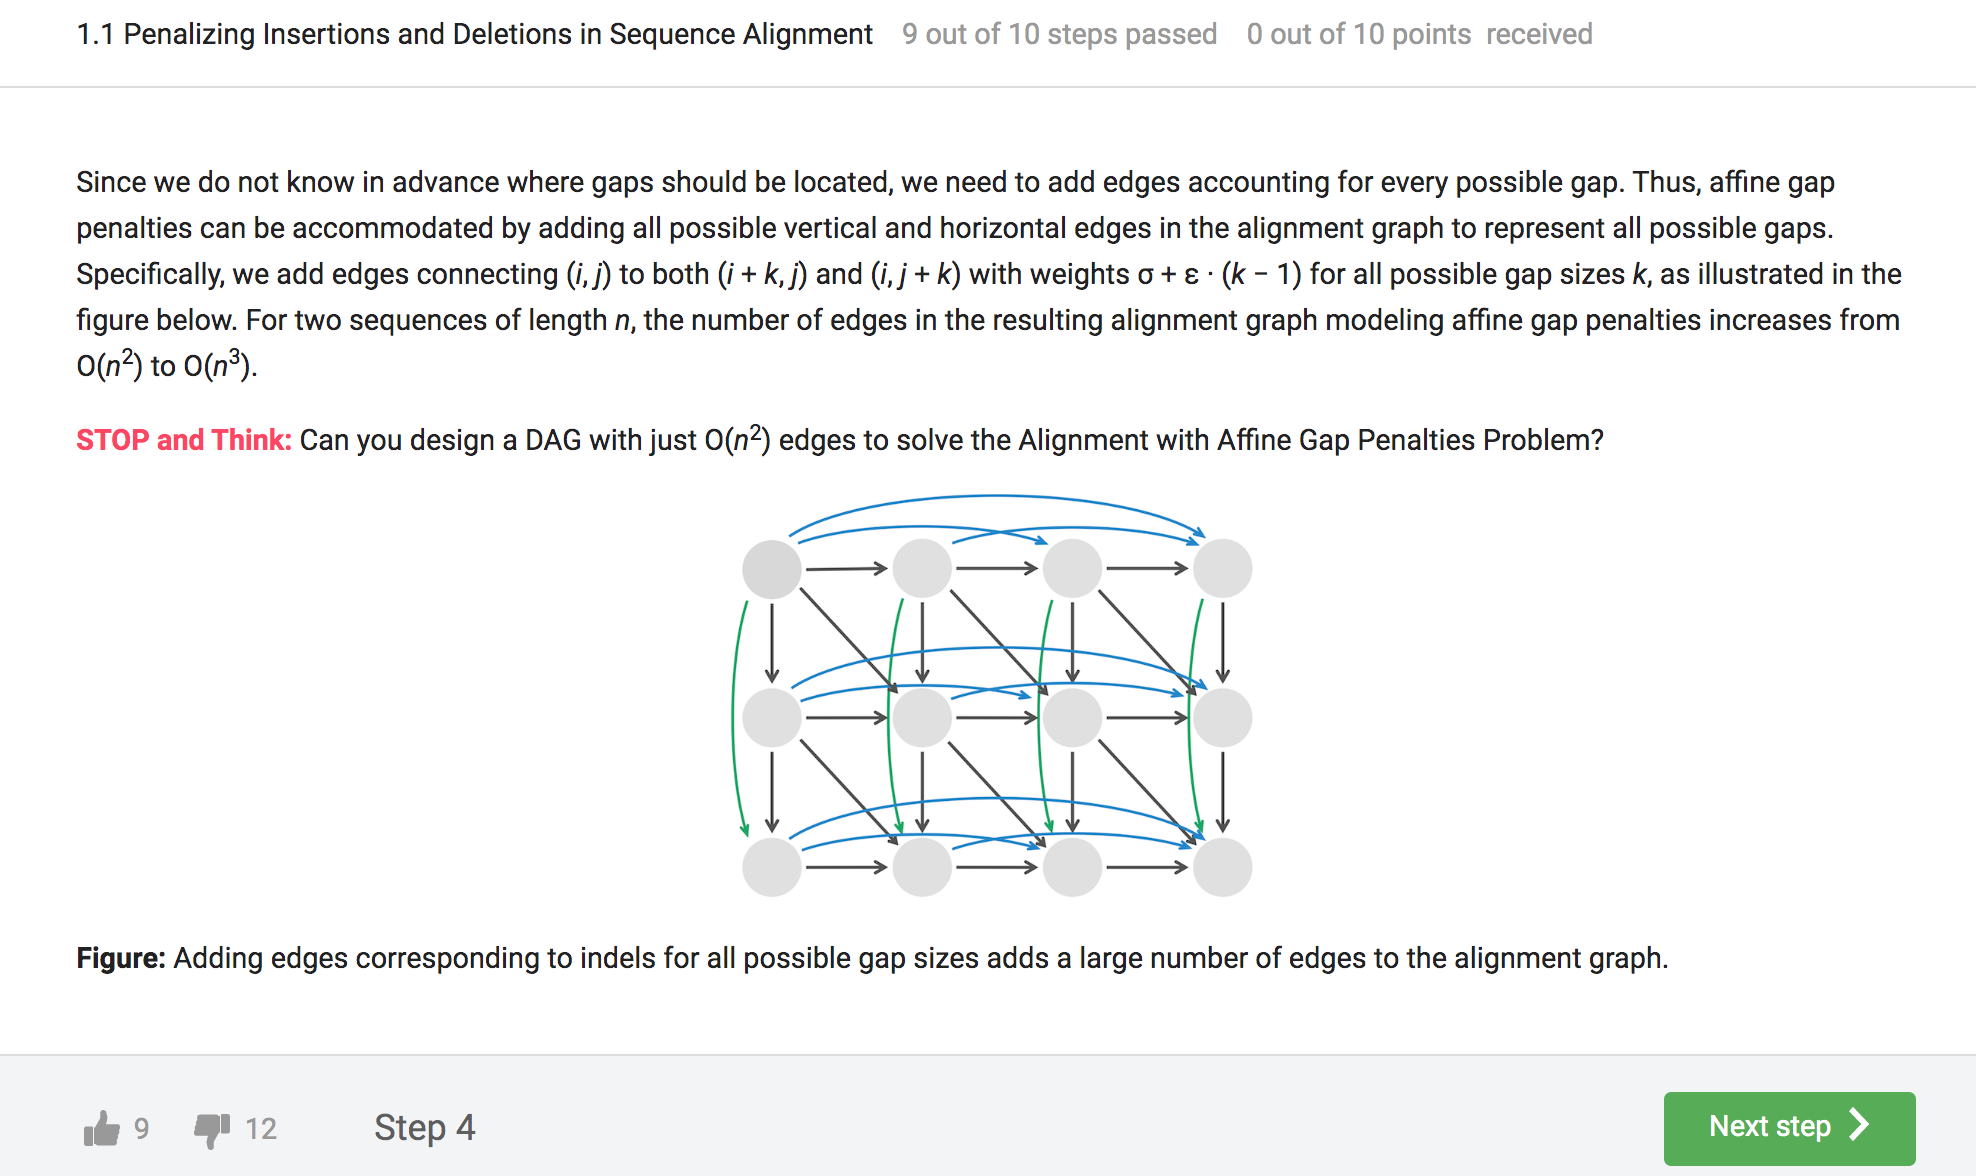 1.1 Penalizing Insertions and Deletions in Sequence Alignment 9 out of 10 steps passed 0 out of 10 points received
Since we do not know in advance where gaps should be located, we need to add edges accounting for every possible gap. Thus, affine gap
penalties can be accommodated by adding all possible vertical and horizontal edges in the alignment graph to represent all possible gaps.
Specifically, we add edges connecting (i, j) to both (i + k, j) and (i, j + k) with weights σ + ε · (k − 1) for all possible gap sizes k, as illustrated in the
figure below. For two sequences of length n, the number of edges in the resulting alignment graph modeling affine gap penalties increases from
O(n²) to O(n³).
STOP and Think: Can you design a DAG with just O(n²) edges to solve the Alignment with Affine Gap Penalties Problem?
Figure: Adding edges corresponding to indels for all possible gap sizes adds a large number of edges to the alignment graph.
9 12 Step 4 Next step